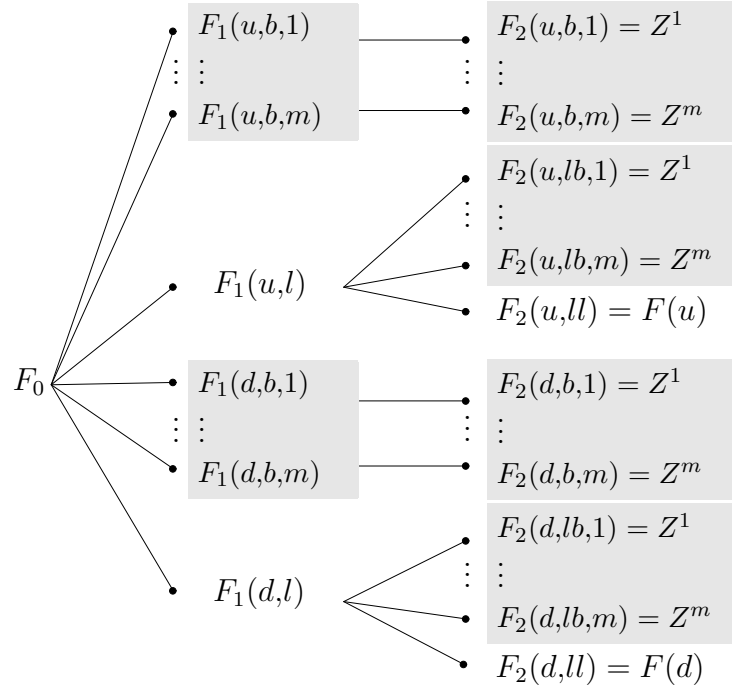 F_1(u,b,1)
⋮ ⋮
F_1(u,b,m)
F_2(u,b,1) = Z^1
⋮ ⋮
F_2(u,b,m) = Z^m
F_2(u,lb,1) = Z^1
⋮ ⋮
F_2(u,lb,m) = Z^m
F_1(u,l)
F_2(u,ll) = F(u)
F_0
F_1(d,b,1)
⋮ ⋮
F_1(d,b,m)
F_2(d,b,1) = Z^1
⋮ ⋮
F_2(d,b,m) = Z^m
F_2(d,lb,1) = Z^1
⋮ ⋮
F_2(d,lb,m) = Z^m
F_1(d,l)
F_2(d,ll) = F(d)